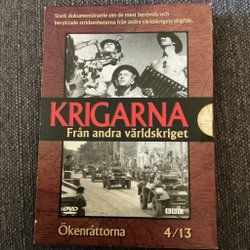 Stark dokumentärserie om de mest berömda och
beryktade stridsenheterna från andra världskrigets slagfält.
KRIGARNA
Från andra världskriget
DVD
BBC
Ökenråttorna 4/13